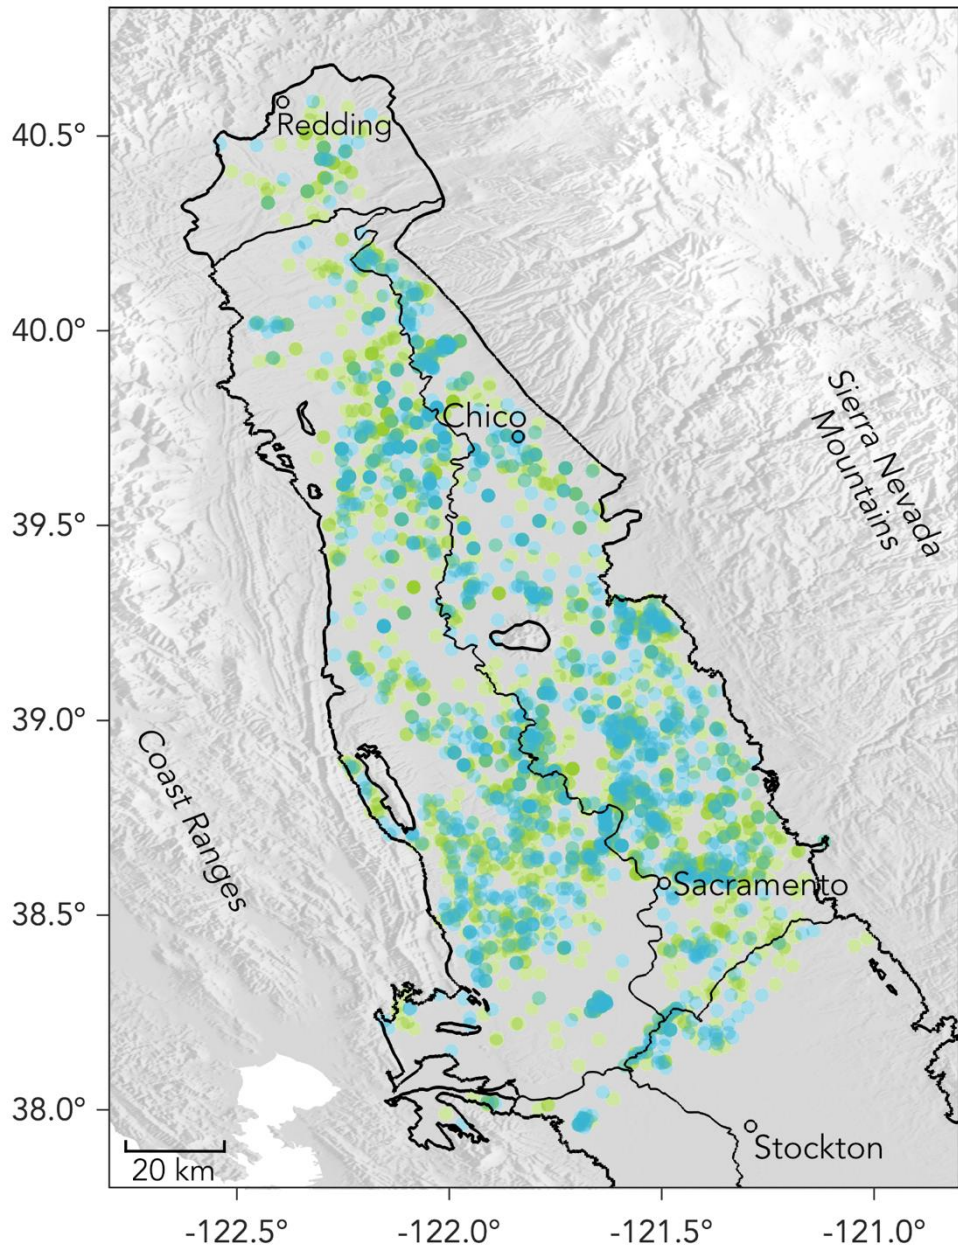 Redding
40.5°
40.0°
Chico
Sierra Nevada
Mountains
39.5°
39.0°
Coast Ranges
Sacramento
38.5°
38.0°
Stockton
20 km
-122.5°
-122.0°
-121.5°
-121.0°